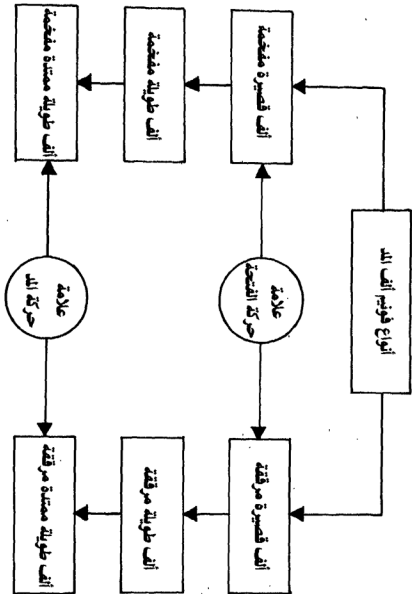 أنواع فونيم ألف المد
ألف قصيرة مرققة
علامة
حركة الفتحة
ألف قصيرة مفخمة
ألف طويلة مرققة
ألف طويلة مفخمة
ألف طويلة ممتدة مرققة
علامة
حركة المد
ألف طويلة ممتدة مفخمة